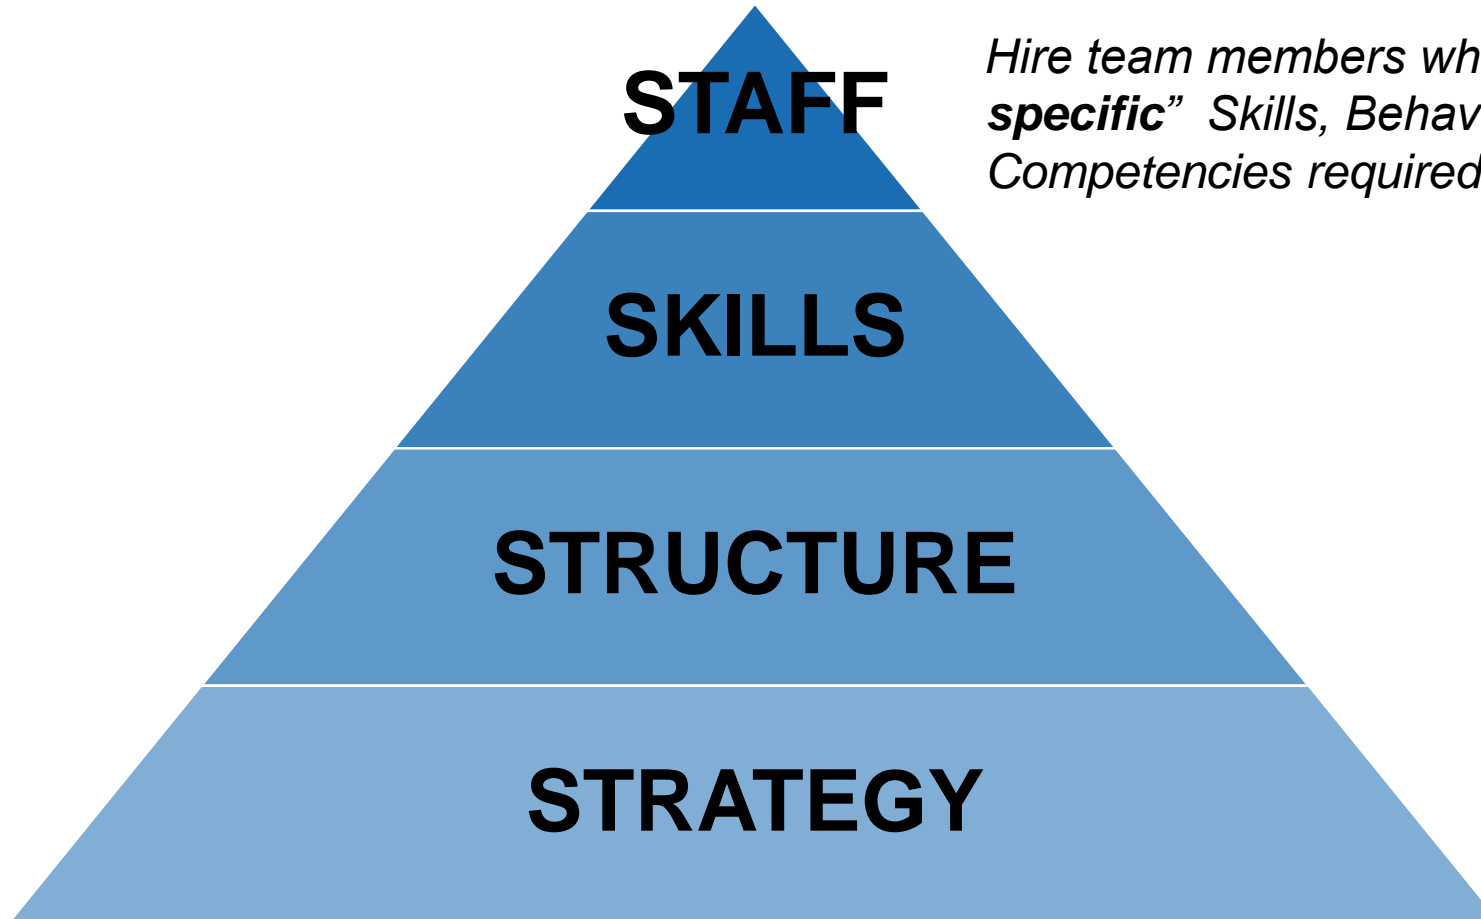 STAFF
Hire team members wh
specific” Skills, Behav
Competencies required
SKILLS
STRUCTURE
STRATEGY